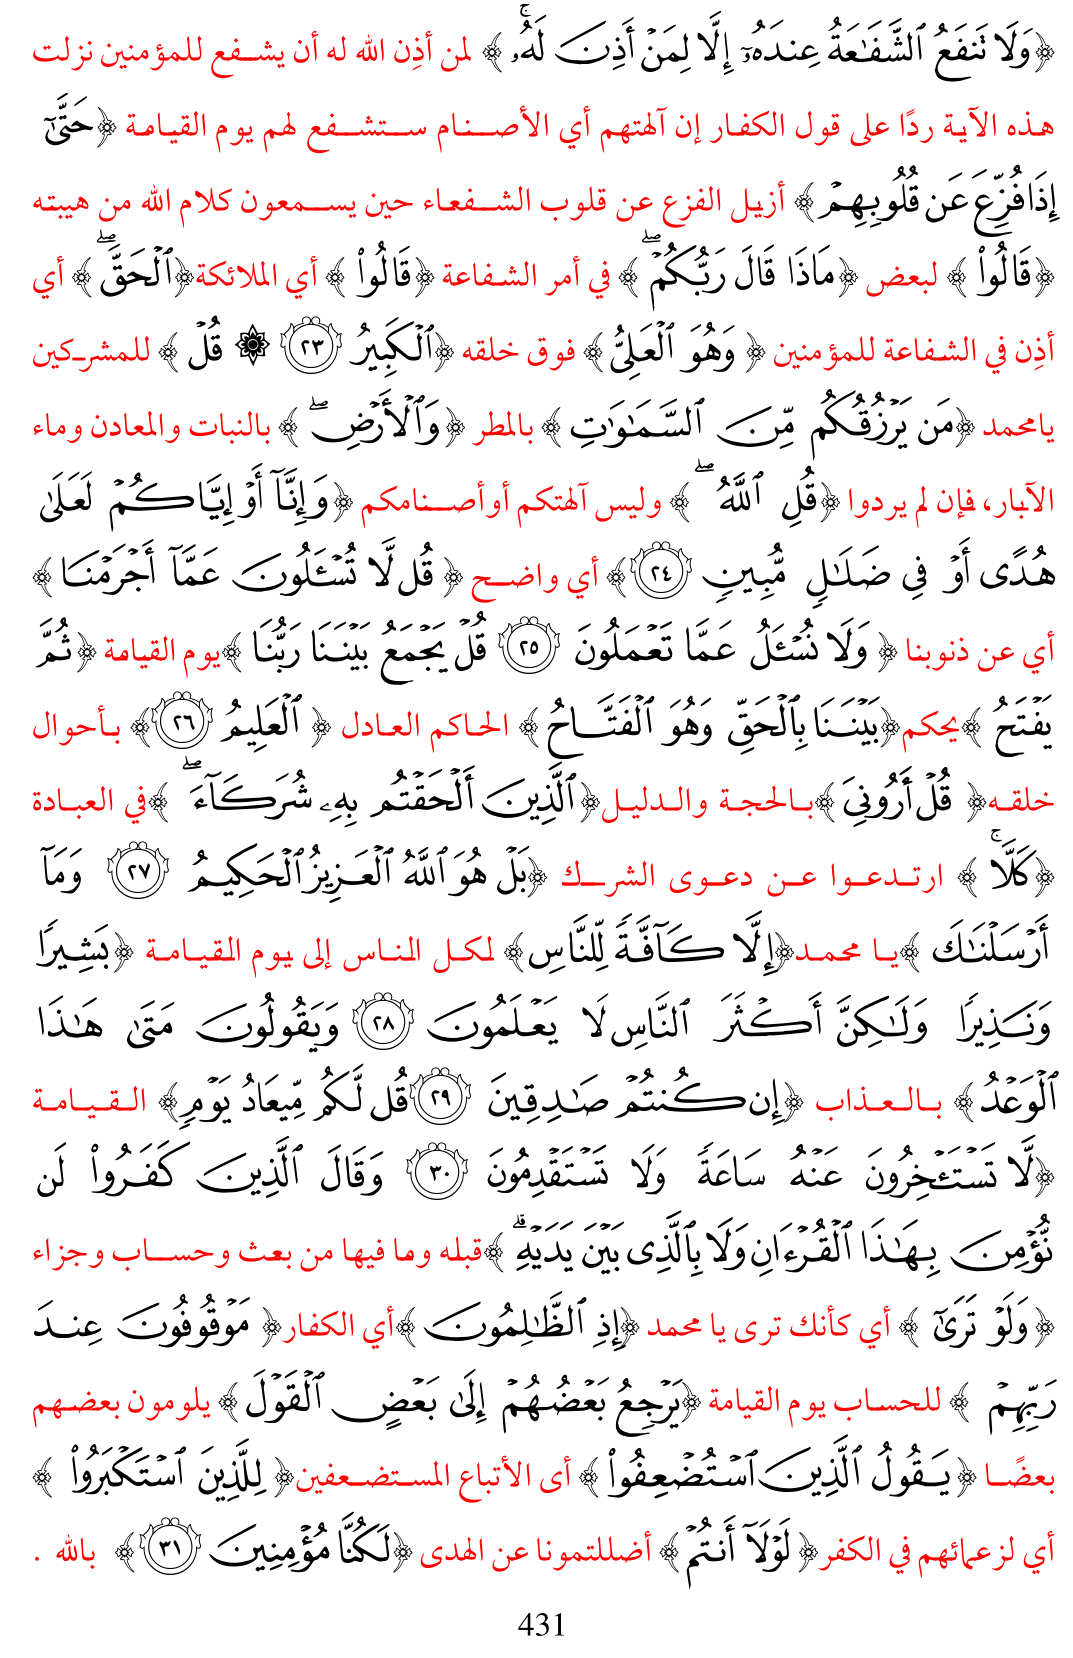 ﴿وَلَا تَنفَعُ ٱلشَّفَـٰعَةُ عِندَهُۥٓ إِلَّا لِمَنْ أَذِنَ لَهُۥ ۚ﴾ لمن أذِن الله له أن يشفع للمؤمنين نزلت
هذه الآية ردًا على قول الكفار إن آلهتهم أي الأصنام ستشفع لهم يوم القيامة ﴿حَتَّىٰٓ
إِذَا فُزِّعَ عَن قُلُوبِهِمْ﴾ أزيل الفزع عن قلوب الشفعاء حين يسمعون كلام الله من هيبته
﴿قَالُوا۟﴾ لبعض ﴿مَاذَا قَالَ رَبُّكُمْ ۖ﴾ في أمر الشفاعة ﴿قَالُوا۟﴾ أي الملائكة﴿ٱلْحَقَّ ۖ﴾ أي
أذِن في الشفاعة للمؤمنين ﴿وَهُوَ ٱلْعَلِىُّ﴾ فوق خلقه ﴿ٱلْكَبِيرُ ٢٣ ۞ قُلْ﴾ للمشركين
يامحمد ﴿مَن يَرْزُقُكُم مِّنَ ٱلسَّمَـٰوَٰتِ﴾ بالمطر ﴿وَٱلْأَرْضِ ۖ﴾ بالنبات والمعادن وماء
الآبار، فإن لم يردوا ﴿قُلِ ٱللَّهُ ۖ﴾ وليس آلهتكم أوأصنامكم ﴿وَإِنَّآ أَوْ إِيَّاكُمْ لَعَلَىٰ
هُدًى أَوْ فِى ضَلَـٰلٍ مُّبِينٍ ٢٤﴾ أي واضح ﴿قُل لَّا تُسْـَٔلُونَ عَمَّآ أَجْرَمْنَا﴾
أي عن ذنوبنا ﴿وَلَا نُسْـَٔلُ عَمَّا تَعْمَلُونَ ٢٥ قُلْ يَجْمَعُ بَيْنَنَا رَبُّنَا﴾يوم القيامة ﴿ثُمَّ
يَفْتَحُ﴾يحكم﴿بَيْنَنَا بِٱلْحَقِّ وَهُوَ ٱلْفَتَّاحُ﴾ الحاكم العادل ﴿ٱلْعَلِيمُ ٢٦﴾ بأحوال
خلقه﴿قُلْ أَرُونِىَ﴾بالحجة والدليل﴿ٱلَّذِينَ أَلْحَقْتُم بِهِۦ شُرَكَآءَ ۖ﴾في العبادة
﴿كَلَّا ۚ﴾ ارتدعوا عن دعوى الشرك ﴿بَلْ هُوَ ٱللَّهُ ٱلْعَزِيزُ ٱلْحَكِيمُ ٢٧ وَمَآ
أَرْسَلْنَـٰكَ﴾يا محمد﴿إِلَّا كَآفَّةً لِّلنَّاسِ﴾ لكل الناس إلى يوم القيامة ﴿بَشِيرًا
وَنَذِيرًا وَلَـٰكِنَّ أَكْثَرَ ٱلنَّاسِ لَا يَعْلَمُونَ ٢٨ وَيَقُولُونَ مَتَىٰ هَـٰذَا
ٱلْوَعْدُ﴾ بالعذاب ﴿إِن كُنتُمْ صَـٰدِقِينَ ٢٩ قُل لَّكُم مِّيعَادُ يَوْمٍ﴾ القيامة
﴿لَّا تَسْتَـْٔخِرُونَ عَنْهُ سَاعَةً وَلَا تَسْتَقْدِمُونَ ٣٠ وَقَالَ ٱلَّذِينَ كَفَرُوا۟ لَن
نُّؤْمِنَ بِهَـٰذَا ٱلْقُرْءَانِ وَلَا بِٱلَّذِى بَيْنَ يَدَيْهِ ۗ﴾قبله وما فيها من بعث وحساب وجزاء
﴿وَلَوْ تَرَىٰٓ﴾ أي كأنك ترى يا محمد ﴿إِذِ ٱلظَّـٰلِمُونَ﴾أي الكفار﴿مَوْقُوفُونَ عِندَ
رَبِّهِمْ﴾ للحساب يوم القيامة ﴿يَرْجِعُ بَعْضُهُمْ إِلَىٰ بَعْضٍ ٱلْقَوْلَ﴾ يلومون بعضهم
بعضًا ﴿يَقُولُ ٱلَّذِينَ ٱسْتُضْعِفُوا۟﴾ أى الأتباع المستضعفين﴿لِلَّذِينَ ٱسْتَكْبَرُوا۟﴾
أي لزعمائهم في الكفر﴿لَوْلَآ أَنتُمْ﴾ أضللتمونا عن الهدى ﴿لَكُنَّا مُؤْمِنِينَ ٣١﴾ بالله .
431